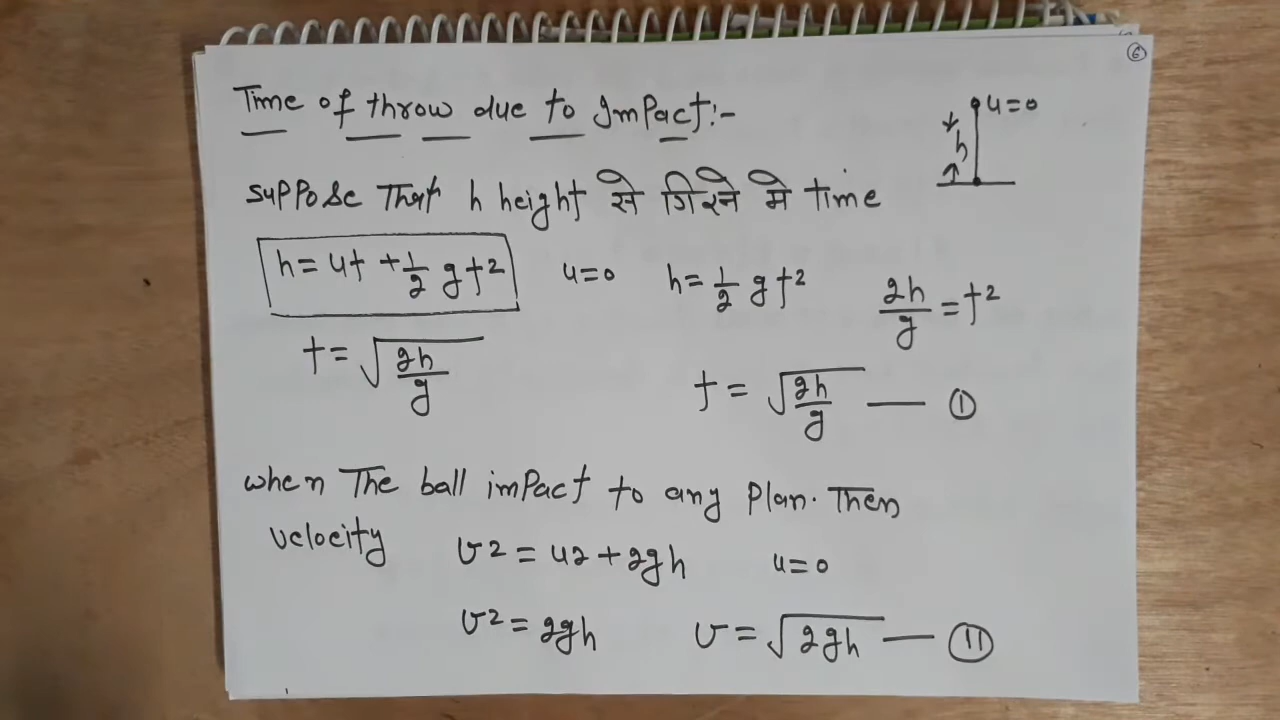 6
Time of throw due to Impact:-
u=0
h
suppose That h height से गिरने मे time
h= ut + 1/2 gt2 u=0 h= 1/2 gt2 2h/g = t2
t= √2h/g
t = √2h/g — 1
when The ball impact to any Plan. Then
velocity v2 = u2 + 2gh u=0
v2 = 2gh v = √2gh — 11